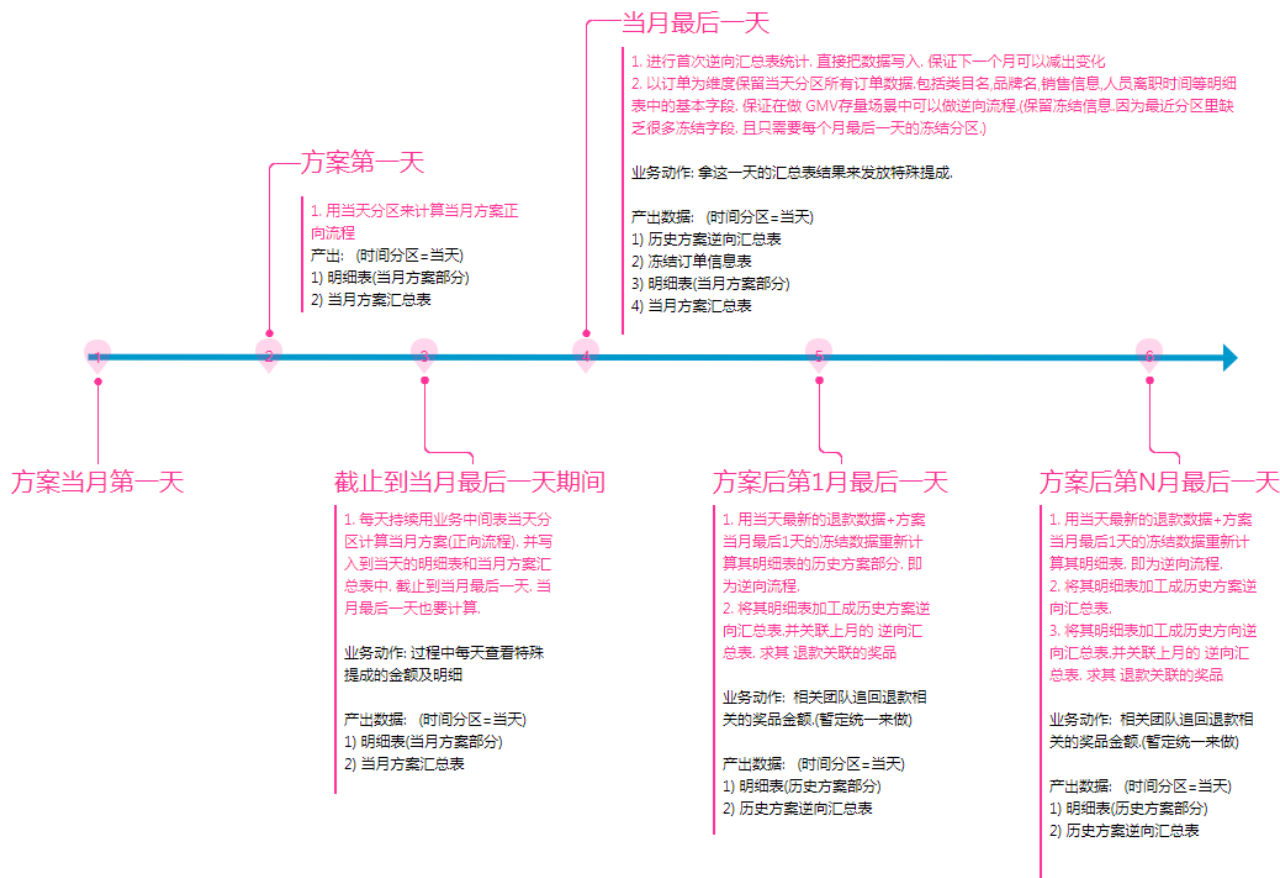 当月最后一天
1. 进行首次逆向汇总表统计. 直接把数据写入. 保证下一个月可以减出变化
2. 以订单为维度保留当天分区所有订单数据.包括类目名,品牌名,销售信息,人员离职时间等明细
表中的基本字段. 保证在做 GMV存量场景中可以做逆向流程.(保留冻结信息.因为最近分区里缺
乏很多冻结字段. 且只需要每个月最后一天的冻结分区.)
业务动作: 拿这一天的汇总表结果来发放特殊提成.
产出数据: (时间分区=当天)
1) 历史方案逆向汇总表
2) 冻结订单信息表
3) 明细表(当月方案部分)
4) 当月方案汇总表
方案第一天
1. 用当天分区来计算当月方案正
向流程
产出: (时间分区=当天)
1) 明细表(当月方案部分)
2) 当月方案汇总表
1
2
3
4
5
6
方案当月第一天
截止到当月最后一天期间
1. 每天持续用业务中间表当天分
区计算当月方案(正向流程). 并写
入到当天的明细表和当月方案汇
总表中. 截止到当月最后一天. 当
月最后一天也要计算.
业务动作: 过程中每天查看特殊
提成的金额及明细
产出数据: (时间分区=当天)
1) 明细表(当月方案部分)
2) 当月方案汇总表
方案后第1月最后一天
1. 用当天最新的退款数据+方案
当月最后1天的冻结数据重新计
算其明细表的历史方案部分. 即
为逆向流程.
2. 将其明细表加工成历史方案逆
向汇总表.并关联上月的 逆向汇
总表. 求其 退款关联的奖品
业务动作: 相关团队追回退款相
关的奖品金额.(暂定统一来做)
产出数据: (时间分区=当天)
1) 明细表(历史方案部分)
2) 历史方案逆向汇总表
方案后第N月最后一天
1. 用当天最新的退款数据+方案
当月最后1天的冻结数据重新计
算其明细表. 即为逆向流程.
2. 将其明细表加工成历史方案逆
向汇总表.
3. 将其明细表加工成历史方向逆
向汇总表.并关联上月的 逆向汇
总表. 求其 退款关联的奖品
业务动作: 相关团队追回退款相
关的奖品金额.(暂定统一来做)
产出数据: (时间分区=当天)
1) 明细表(历史方案部分)
2) 历史方案逆向汇总表